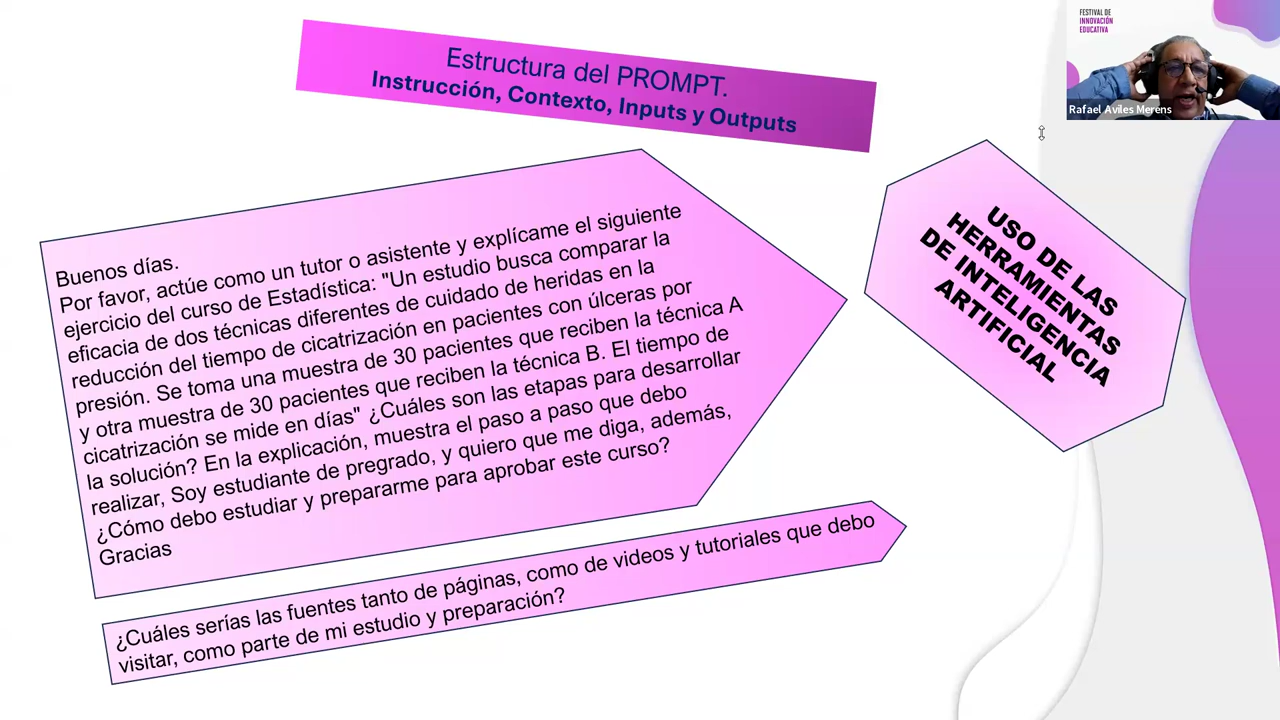 Estructura del PROMPT.
Instrucción, Contexto, Inputs y Outputs
FESTIVAL DE
INNOVACIÓN
EDUCATIVA
Rafael Aviles Merens
Buenos días.
Por favor, actúe como un tutor o asistente y explícame el siguiente
ejercicio del curso de Estadística: "Un estudio busca comparar la
eficacia de dos técnicas diferentes de cuidado de heridas en la
reducción del tiempo de cicatrización en pacientes con úlceras por
presión. Se toma una muestra de 30 pacientes que reciben la técnica A
y otra muestra de 30 pacientes que reciben la técnica B. El tiempo de
cicatrización se mide en días" ¿Cuáles son las etapas para desarrollar
la solución? En la explicación, muestra el paso a paso que debo
realizar, Soy estudiante de pregrado, y quiero que me diga, además,
¿Cómo debo estudiar y prepararme para aprobar este curso?
Gracias
USO DE LAS
HERRAMIENTAS
DE INTELIGENCIA
ARTIFICIAL
¿Cuáles serías las fuentes tanto de páginas, como de videos y tutoriales que debo
visitar, como parte de mi estudio y preparación?